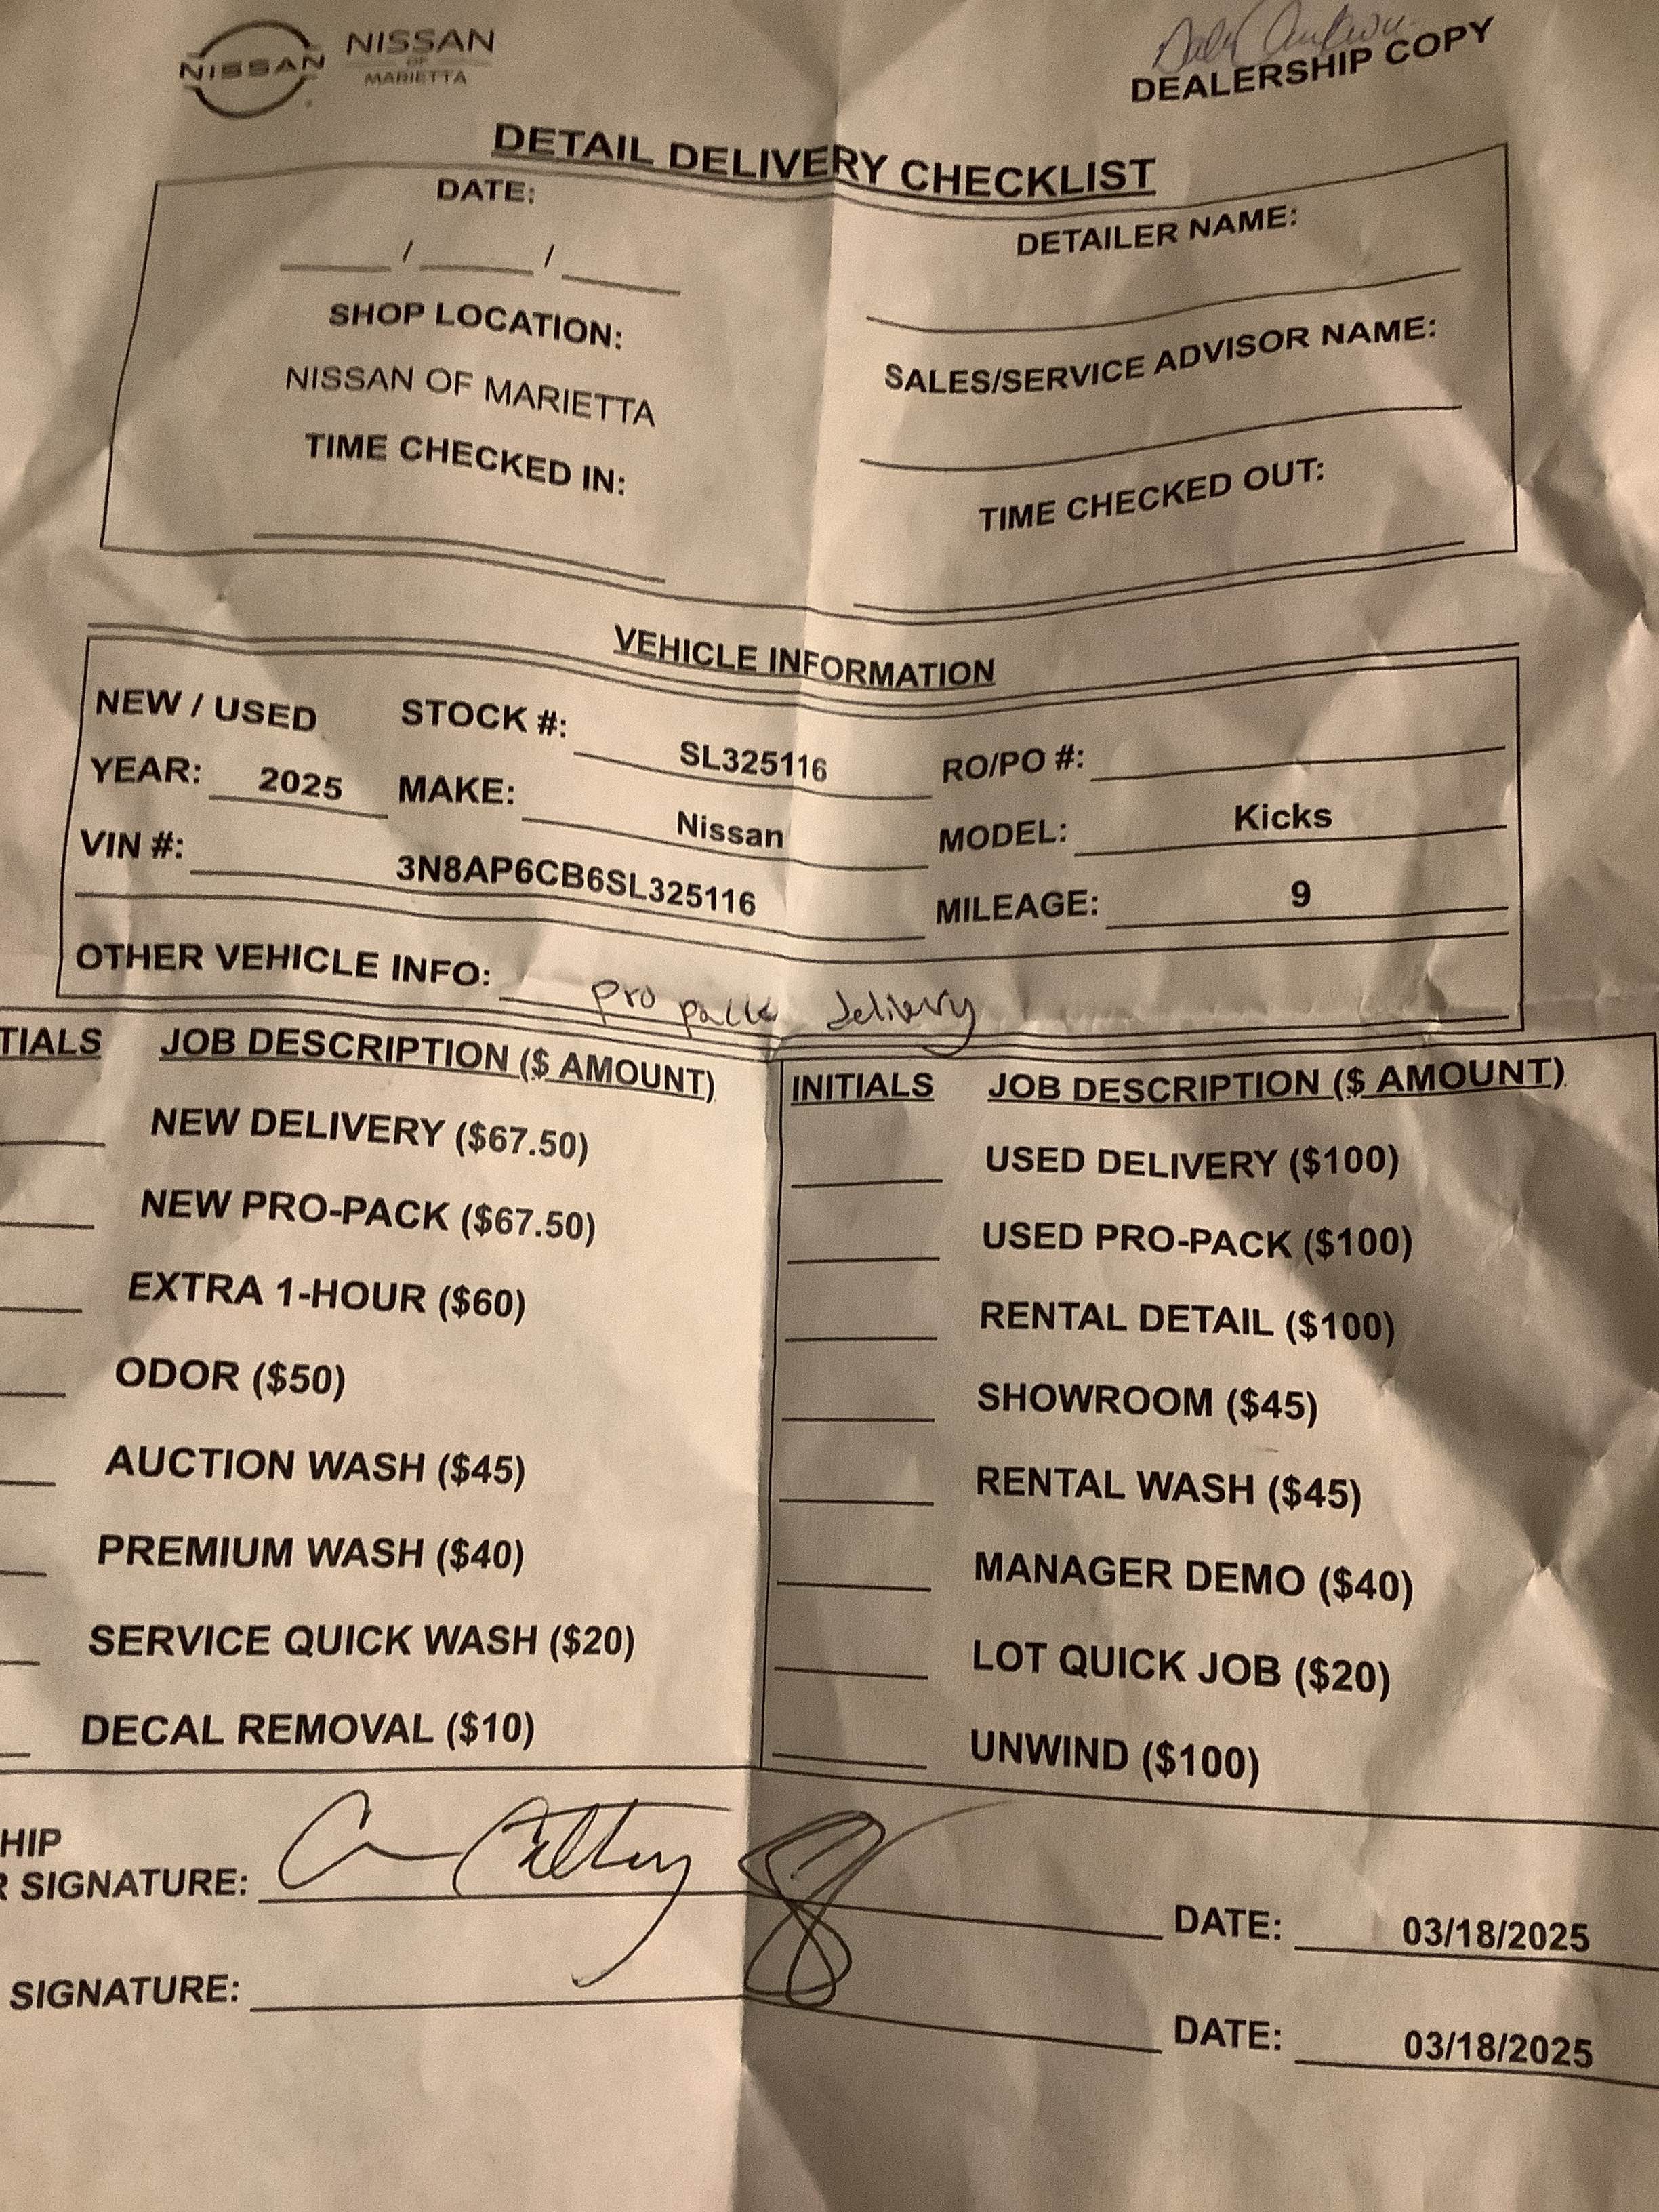 NISSAN
NISSAN
OF
MARIETTA
DEALERSHIP COPY
DETAIL DELIVERY CHECKLIST
DATE:
/ /
DETAILER NAME:
SHOP LOCATION:
NISSAN OF MARIETTA
SALES/SERVICE ADVISOR NAME:
TIME CHECKED IN:
TIME CHECKED OUT:
VEHICLE INFORMATION
NEW / USED STOCK #: SL325116 RO/PO #:
YEAR: 2025 MAKE: Nissan MODEL: Kicks
VIN #: 3N8AP6CB6SL325116 MILEAGE: 9
OTHER VEHICLE INFO: Pro pack delivery
TIALS JOB DESCRIPTION ($ AMOUNT) INITIALS JOB DESCRIPTION ($ AMOUNT)
NEW DELIVERY ($67.50) USED DELIVERY ($100)
NEW PRO-PACK ($67.50) USED PRO-PACK ($100)
EXTRA 1-HOUR ($60) RENTAL DETAIL ($100)
ODOR ($50) SHOWROOM ($45)
AUCTION WASH ($45) RENTAL WASH ($45)
PREMIUM WASH ($40) MANAGER DEMO ($40)
SERVICE QUICK WASH ($20) LOT QUICK JOB ($20)
DECAL REMOVAL ($10) UNWIND ($100)
HIP
R SIGNATURE: DATE: 03/18/2025
SIGNATURE: DATE: 03/18/2025